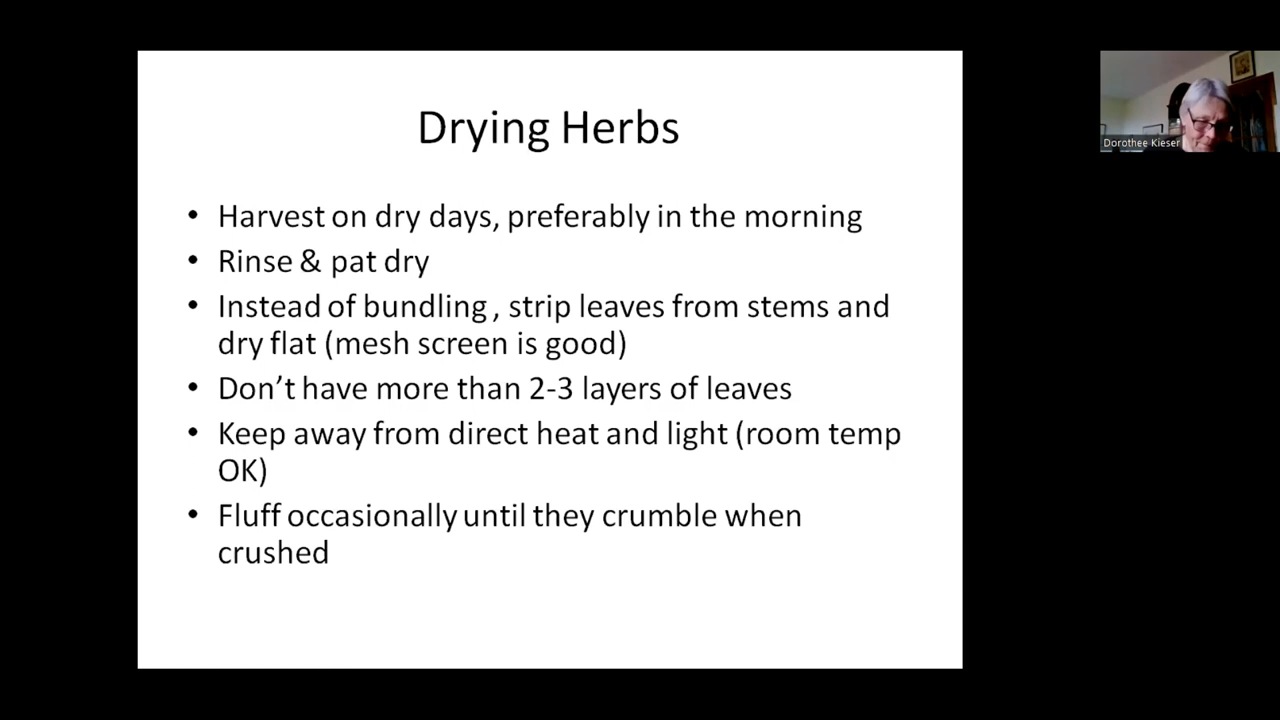 Drying Herbs
• Harvest on dry days, preferably in the morning
• Rinse & pat dry
• Instead of bundling , strip leaves from stems and
dry flat (mesh screen is good)
• Don’t have more than 2-3 layers of leaves
• Keep away from direct heat and light (room temp
OK)
• Fluff occasionally until they crumble when
crushed
Dorothee Kieser